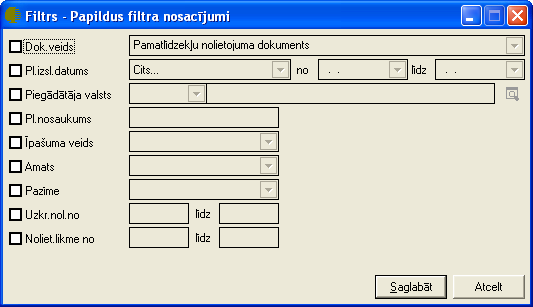 Filtrs - Papildus filtra nosacījumi
Dok.veids Pamatlīdzekļu nolietojuma dokuments
Pl.izsl.datums Cits... no . . līdz . .
Piegādātāja valsts
Pl.nosaukums
Īpašuma veids
Amats
Pazīme
Uzkr.nol.no līdz
Noliet.likme no līdz
Saglabāt Atcelt